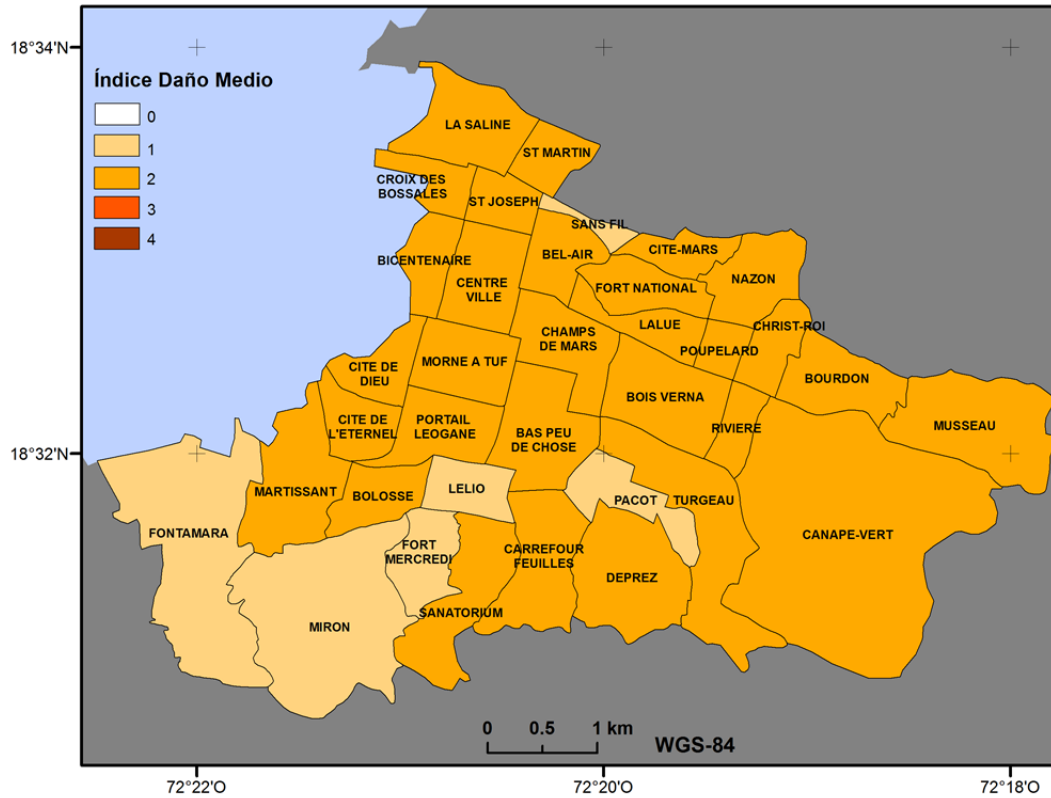 18°34'N
Índice Daño Medio
0
1
2
3
4
LA SALINE
ST MARTIN
CROIX DES
BOSSALES
ST JOSEPH
SANS FIL
BICENTENAIRE
CENTRE
VILLE
BEL-AIR
CITE-MARS
FORT NATIONAL
NAZON
CHAMPS
DE MARS
LALUE
POUPELARD
CHRIST-ROI
CITE DE
DIEU
MORNE A TUF
BOIS VERNA
BOURDON
CITE DE
L'ETERNEL
PORTAIL
LEOGANE
BAS PEU
DE CHOSE
RIVIERE
MUSSEAU
18°32'N
MARTISSANT
BOLOSSE
LELIO
PACOT
TURGEAU
FONTAMARA
FORT
MERCREDI
CARREFOUR
FEUILLES
DEPREZ
CANAPE-VERT
MIRON
SANATORIUM
0 0.5 1 km
WGS-84
72°22'O
72°20'O
72°18'O